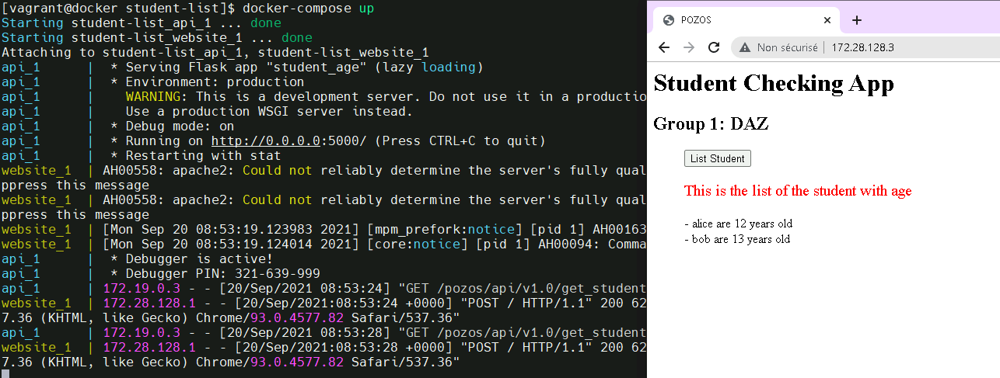 [vagrant@docker student-list]$ docker-compose up
Starting student-list_api_1 ... done
Starting student-list_website_1 ... done
Attaching to student-list_api_1, student-list_website_1
api_1      |  * Serving Flask app "student_age" (lazy loading)
api_1      |  * Environment: production
api_1      |    WARNING: This is a development server. Do not use it in a productio
api_1      |    Use a production WSGI server instead.
api_1      |  * Debug mode: on
api_1      |  * Running on http://0.0.0.0:5000/ (Press CTRL+C to quit)
api_1      |  * Restarting with stat
website_1  | AH00558: apache2: Could not reliably determine the server's fully qual
ppress this message
website_1  | AH00558: apache2: Could not reliably determine the server's fully qual
ppress this message
website_1  | [Mon Sep 20 08:53:19.123983 2021] [mpm_prefork:notice] [pid 1] AH00163
website_1  | [Mon Sep 20 08:53:19.124014 2021] [core:notice] [pid 1] AH00094: Comma
api_1      |  * Debugger is active!
api_1      |  * Debugger PIN: 321-639-999
api_1      | 172.19.0.3 - - [20/Sep/2021 08:53:24] "GET /pozos/api/v1.0/get_student
website_1  | 172.28.128.1 - - [20/Sep/2021:08:53:24 +0000] "POST / HTTP/1.1" 200 62
7.36 (KHTML, like Gecko) Chrome/93.0.4577.82 Safari/537.36"
api_1      | 172.19.0.3 - - [20/Sep/2021 08:53:28] "GET /pozos/api/v1.0/get_student
website_1  | 172.28.128.1 - - [20/Sep/2021:08:53:28 +0000] "POST / HTTP/1.1" 200 62
7.36 (KHTML, like Gecko) Chrome/93.0.4577.82 Safari/537.36"
POZOS
Non sécurisé | 172.28.128.3
Student Checking App
Group 1: DAZ
List Student
This is the list of the student with age
- alice are 12 years old
- bob are 13 years old